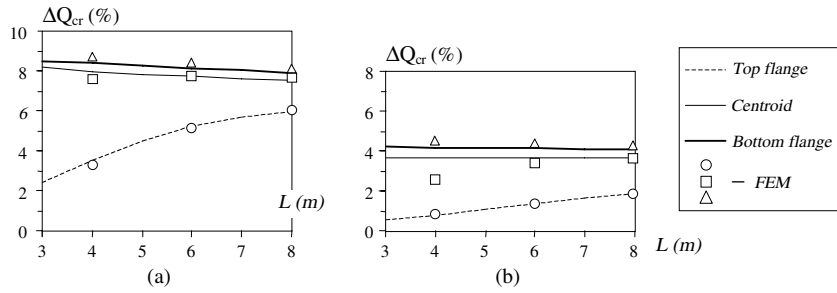 ΔQcr (%)
10
8
6
4
2
0
3
4
5
6
7
8
L (m)
(a)
ΔQcr (%)
8
6
4
2
0
3
4
5
6
7
8
L (m)
(b)
Top flange
Centroid
Bottom flange
– FEM